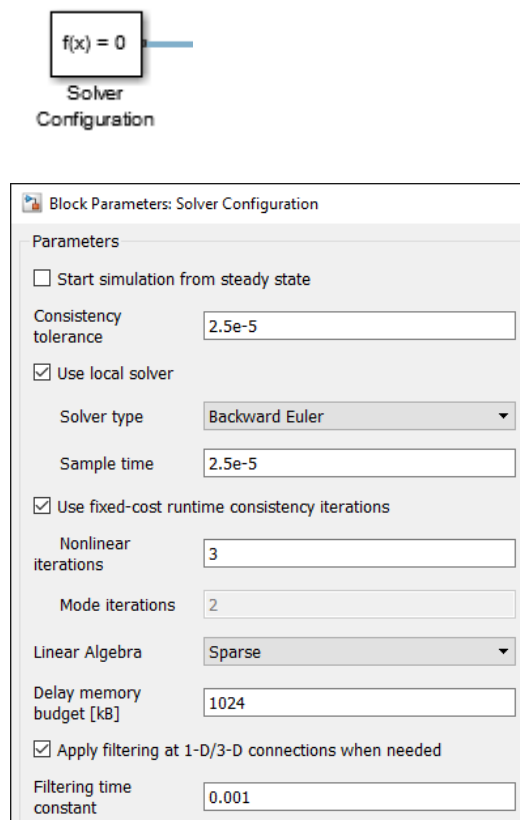 f(x) = 0
Solver
Configuration
Block Parameters: Solver Configuration
Parameters
Start simulation from steady state
Consistency
tolerance
2.5e-5
Use local solver
Solver type
Backward Euler
Sample time
2.5e-5
Use fixed-cost runtime consistency iterations
Nonlinear
iterations
3
Mode iterations
2
Linear Algebra
Sparse
Delay memory
budget [kB]
1024
Apply filtering at 1-D/3-D connections when needed
Filtering time
constant
0.001